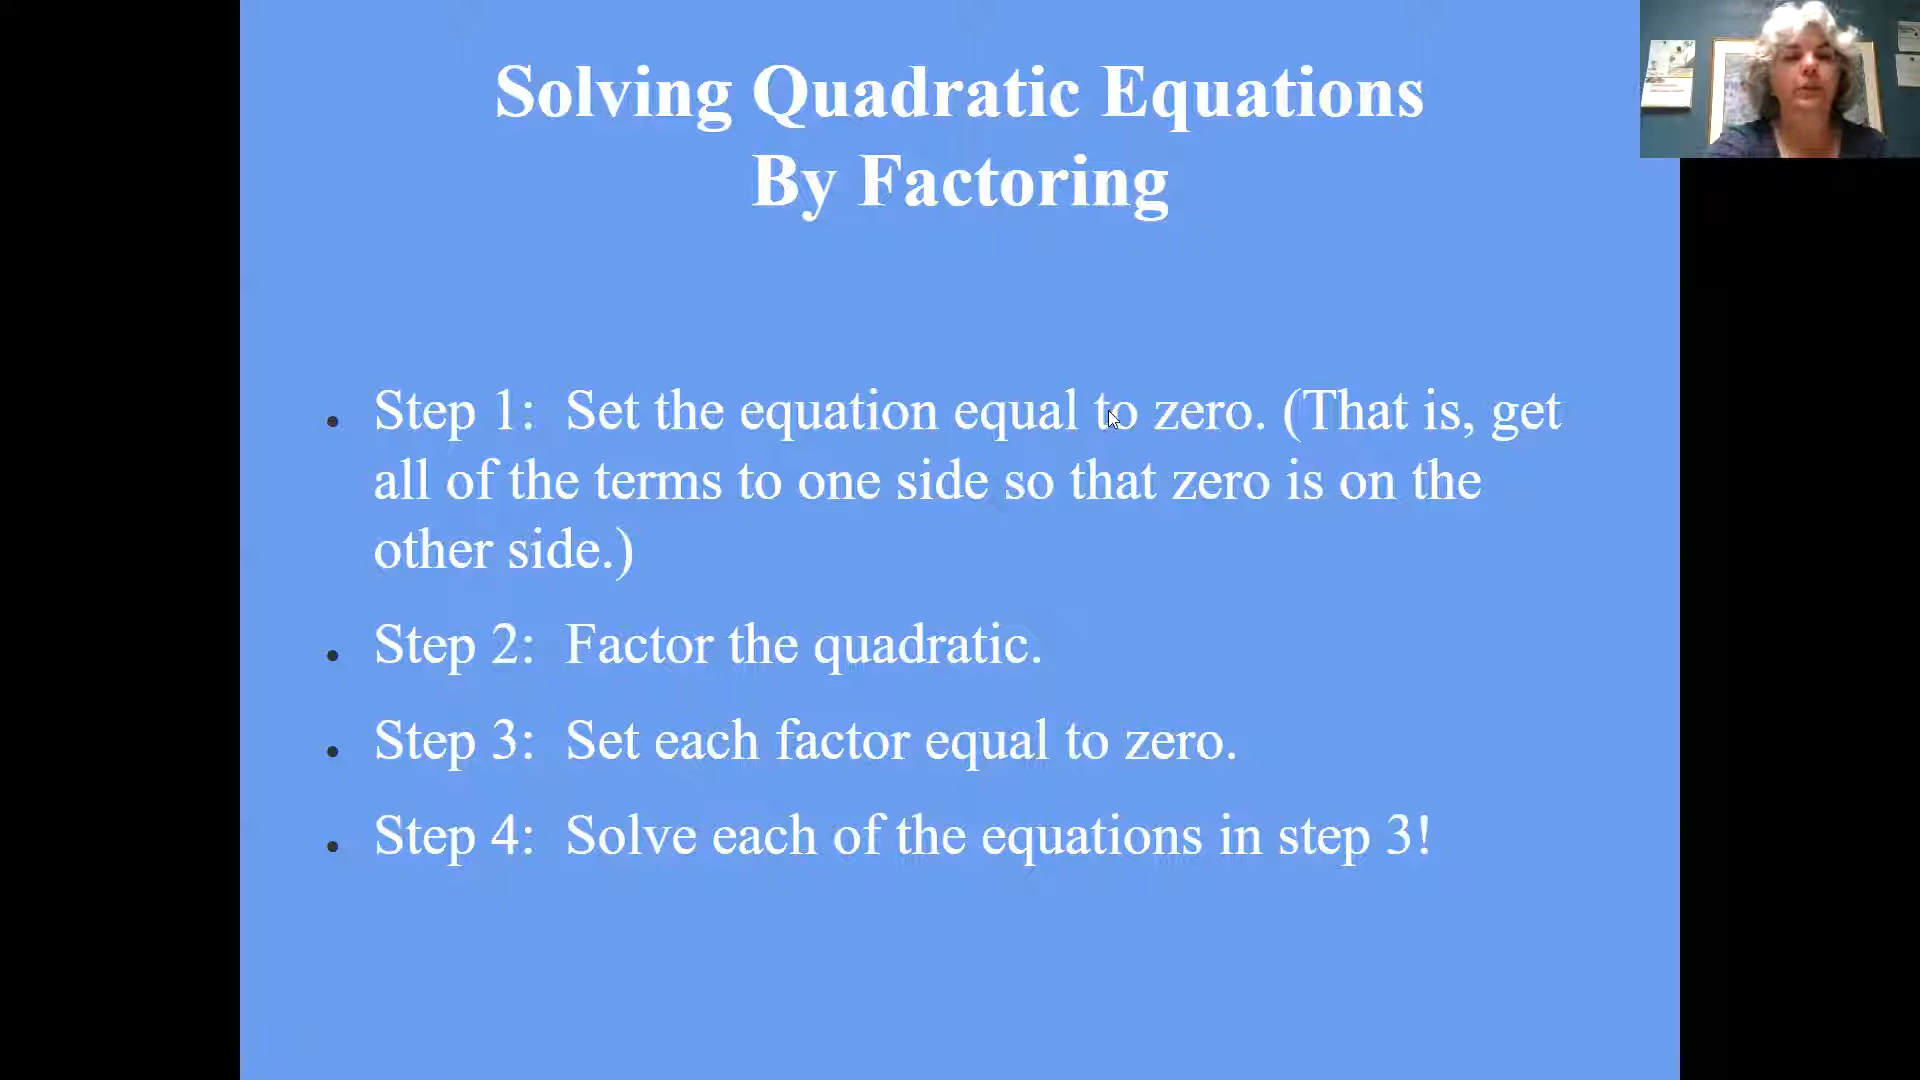 Solving Quadratic Equations
By Factoring
• Step 1: Set the equation equal to zero. (That is, get
all of the terms to one side so that zero is on the
other side.)
• Step 2: Factor the quadratic.
• Step 3: Set each factor equal to zero.
• Step 4: Solve each of the equations in step 3!